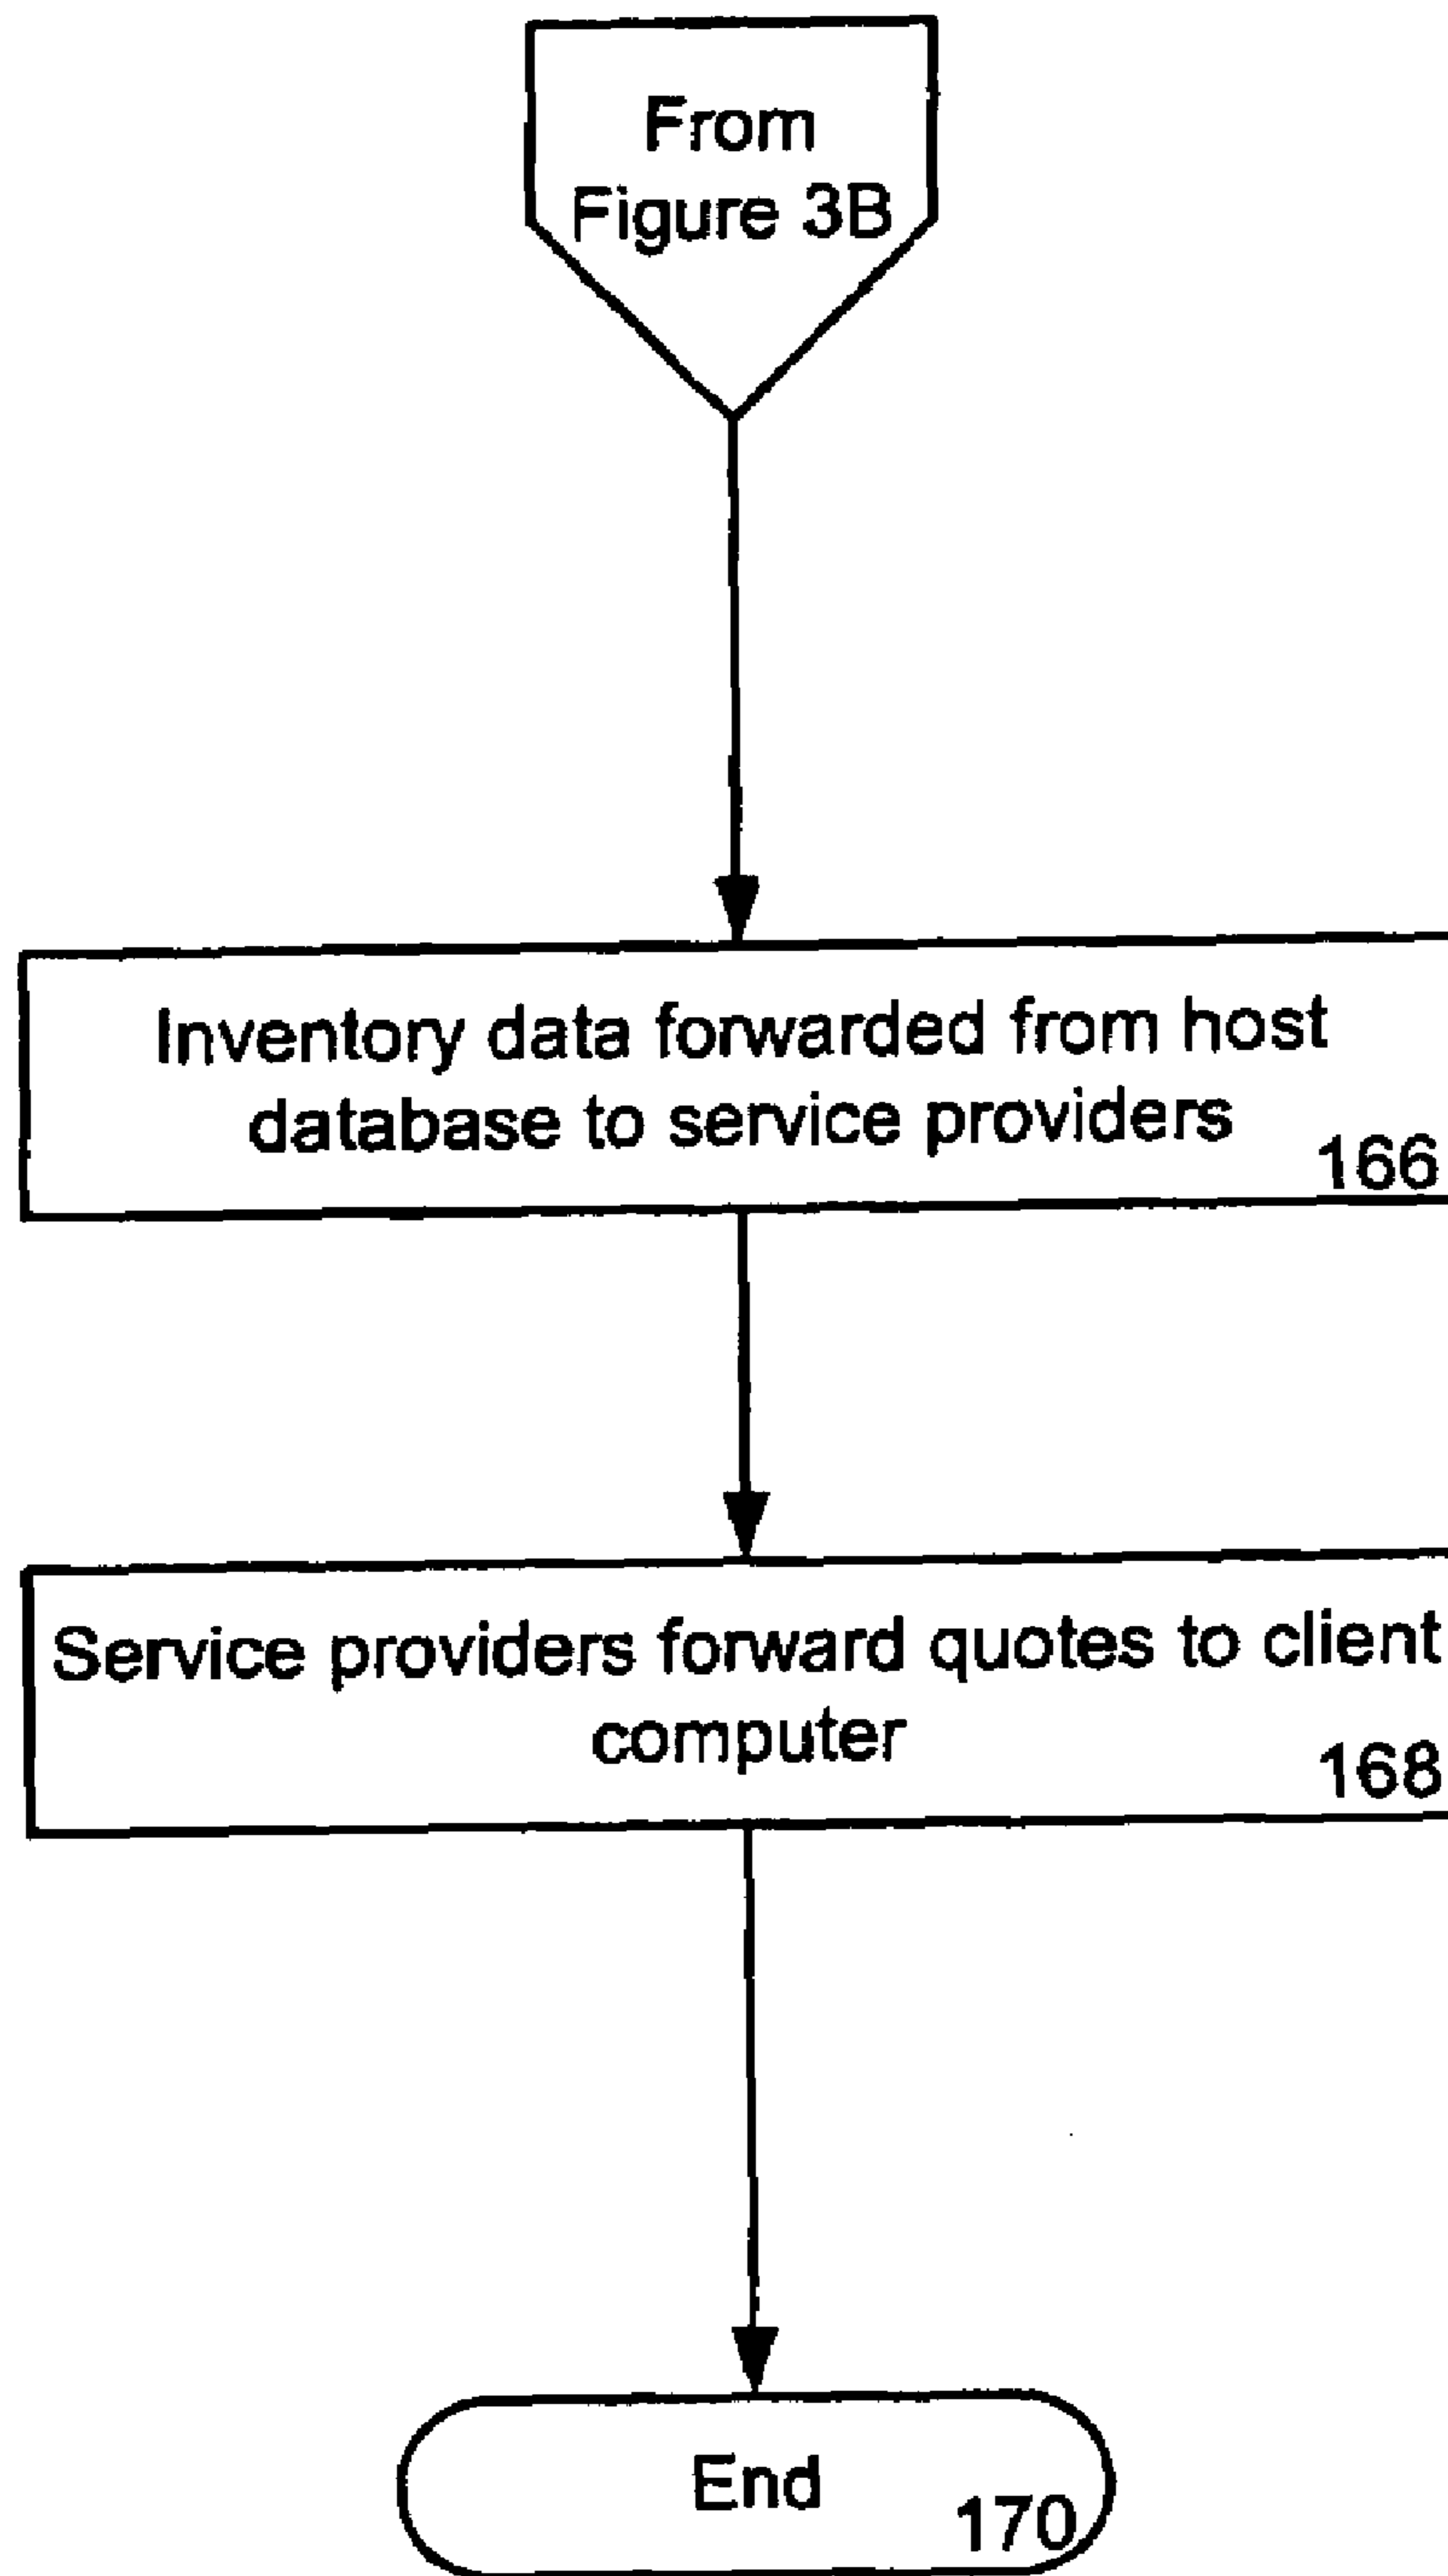 From
Figure 3B
Inventory data forwarded from host
database to service providers
166
Service providers forward quotes to client
computer
168
End
170